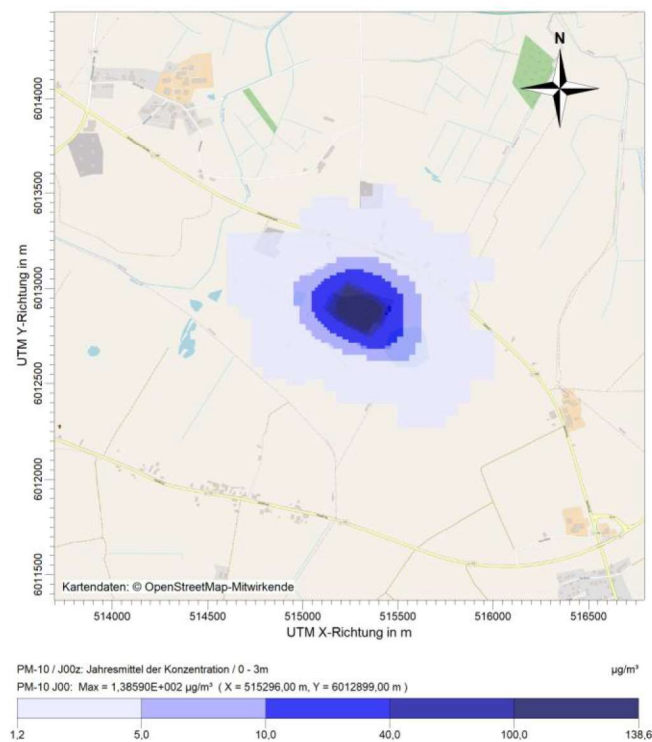 N
6014000
6013500
6013000
6012500
6012000
6011500
UTM Y-Richtung in m
Kartendaten: © OpenStreetMap-Mitwirkende
514000 514500 515000 515500 516000 516500
UTM X-Richtung in m
PM-10 / J00z: Jahresmittel der Konzentration / 0 - 3m µg/m³
PM-10 J00: Max = 1,38590E+002 µg/m³ ( X = 515296,00 m, Y = 6012899,00 m )
1,2 5,0 10,0 40,0 100,0 138,6